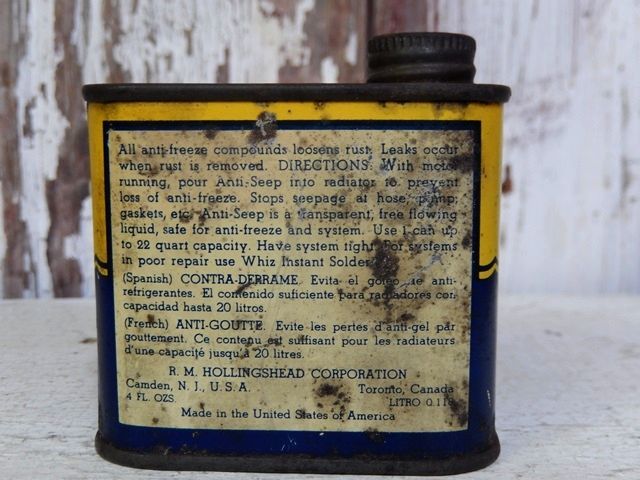 All anti-freeze compounds loosens rust. Leaks occur
when rust is removed. DIRECTIONS: With motor
running, pour Anti-Seep into radiator to prevent
loss of anti-freeze. Stops seepage at hose, pump,
gaskets, etc. Anti-Seep is a transparent, free flowing
liquid, safe for anti-freeze and system. Use 1 can up
to 22 quart capacity. Have system tight. For systems
in poor repair use Whiz Instant Solder.
(Spanish) CONTRA-DERRAME. Evita el goteo de anti-
refrigerantes. El contenido suficiente para radiadores con
capacidad hasta 20 litros.
(French) ANTI-GOUTTE. Evite les pertes d'anti-gel par
gouttement. Ce contenu est suffisant pour les radiateurs
d'une capacité jusqu'à 20 litres.
R. M. HOLLINGSHEAD CORPORATION
Camden, N. J., U. S. A. Toronto, Canada
4 FL. OZS. LITRO 0.118
Made in the United States of America